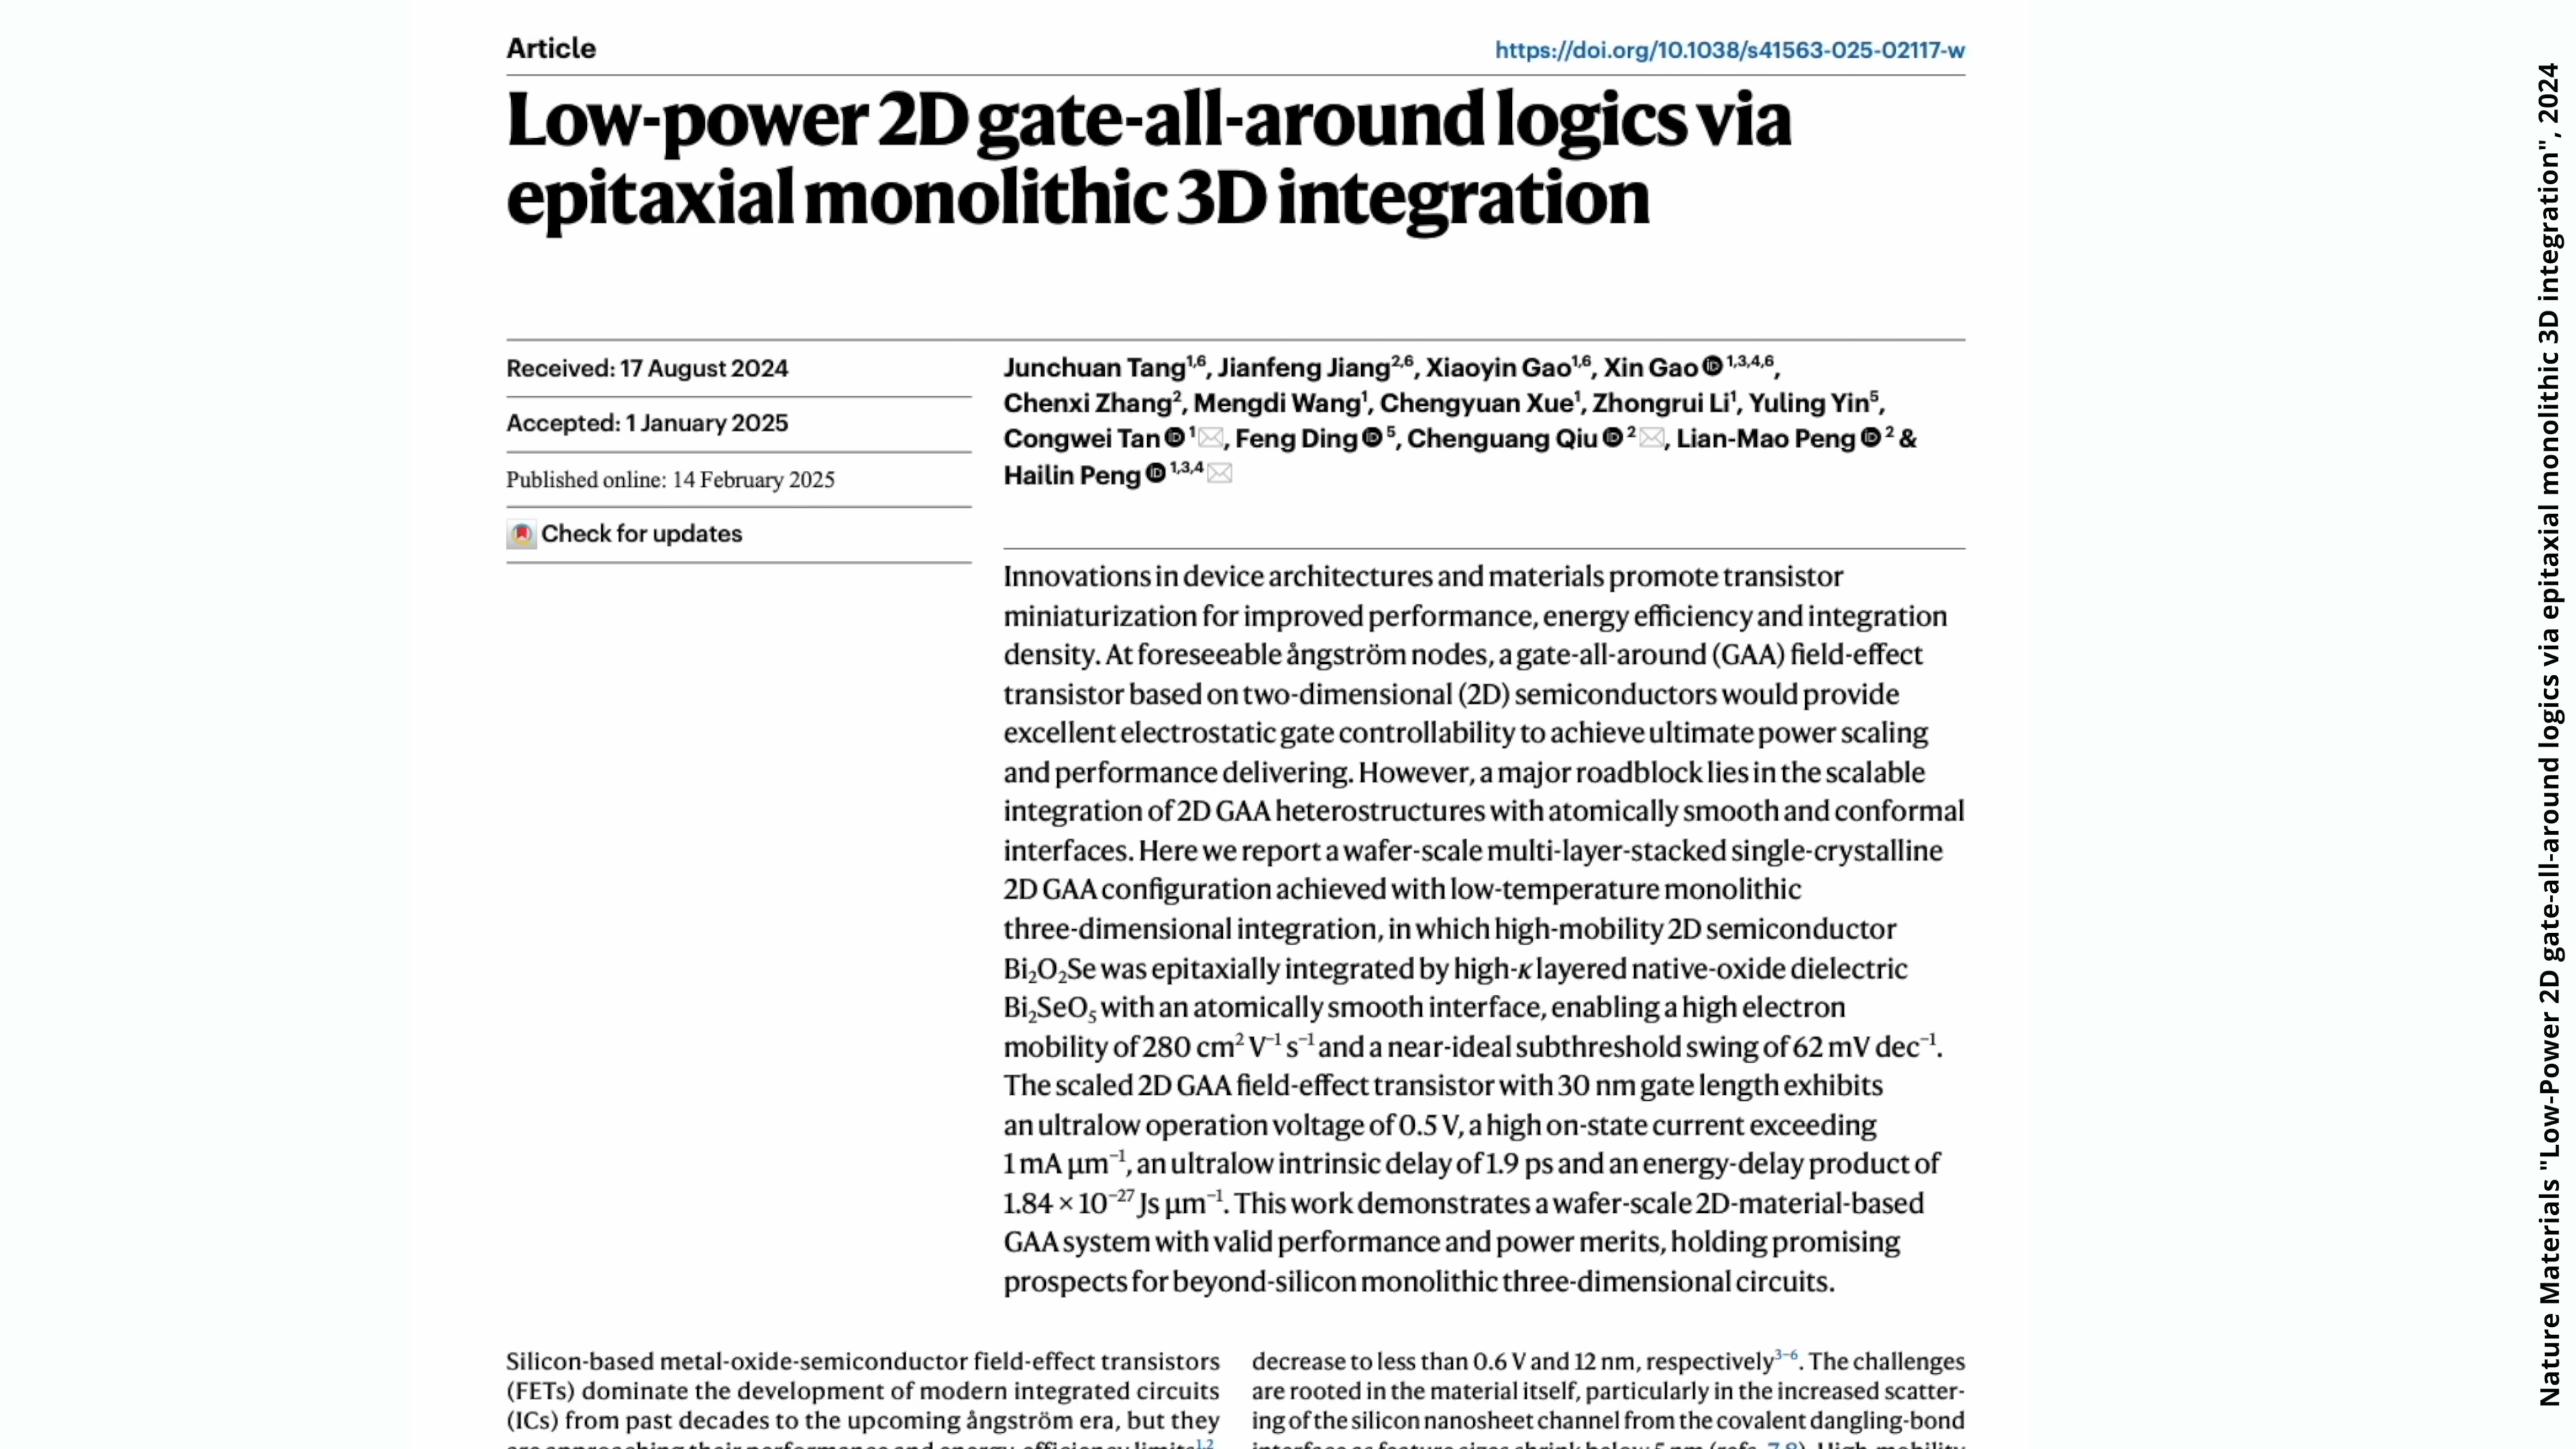 Article
https://doi.org/10.1038/s41563-025-02117-w
Low-power 2D gate-all-around logics via
epitaxial monolithic 3D integration
Received: 17 August 2024
Accepted: 1 January 2025
Published online: 14 February 2025
Check for updates
Junchuan Tang1,6, Jianfeng Jiang2,6, Xiaoyin Gao1,6, Xin Gao 1,3,4,6,
Chenxi Zhang2, Mengdi Wang1, Chengyuan Xue1, Zhongrui Li1, Yuling Yin5,
Congwei Tan 1, Feng Ding 5, Chenguang Qiu 2, Lian-Mao Peng 2 &
Hailin Peng 1,3,4
Innovations in device architectures and materials promote transistor
miniaturization for improved performance, energy efficiency and integration
density. At foreseeable ångström nodes, a gate-all-around (GAA) field-effect
transistor based on two-dimensional (2D) semiconductors would provide
excellent electrostatic gate controllability to achieve ultimate power scaling
and performance delivering. However, a major roadblock lies in the scalable
integration of 2D GAA heterostructures with atomically smooth and conformal
interfaces. Here we report a wafer-scale multi-layer-stacked single-crystalline
2D GAA configuration achieved with low-temperature monolithic
three-dimensional integration, in which high-mobility 2D semiconductor
Bi₂O₂Se was epitaxially integrated by high-κ layered native-oxide dielectric
Bi₂SeO₅ with an atomically smooth interface, enabling a high electron
mobility of 280 cm² V⁻¹ s⁻¹ and a near-ideal subthreshold swing of 62 mV dec⁻¹.
The scaled 2D GAA field-effect transistor with 30 nm gate length exhibits
an ultralow operation voltage of 0.5 V, a high on-state current exceeding
1 mA μm⁻¹, an ultralow intrinsic delay of 1.9 ps and an energy-delay product of
1.84 × 10⁻²⁷ Js μm⁻¹. This work demonstrates a wafer-scale 2D-material-based
GAA system with valid performance and power merits, holding promising
prospects for beyond-silicon monolithic three-dimensional circuits.
Silicon-based metal-oxide-semiconductor field-effect transistors
(FETs) dominate the development of modern integrated circuits
(ICs) from past decades to the upcoming ångström era, but they
decrease to less than 0.6 V and 12 nm, respectively3–6. The challenges
are rooted in the material itself, particularly in the increased scatter-
ing of the silicon nanosheet channel from the covalent dangling-bond
Nature Materials "Low-Power 2D gate-all-around logics via epitaxial monolithic 3D integration", 2024